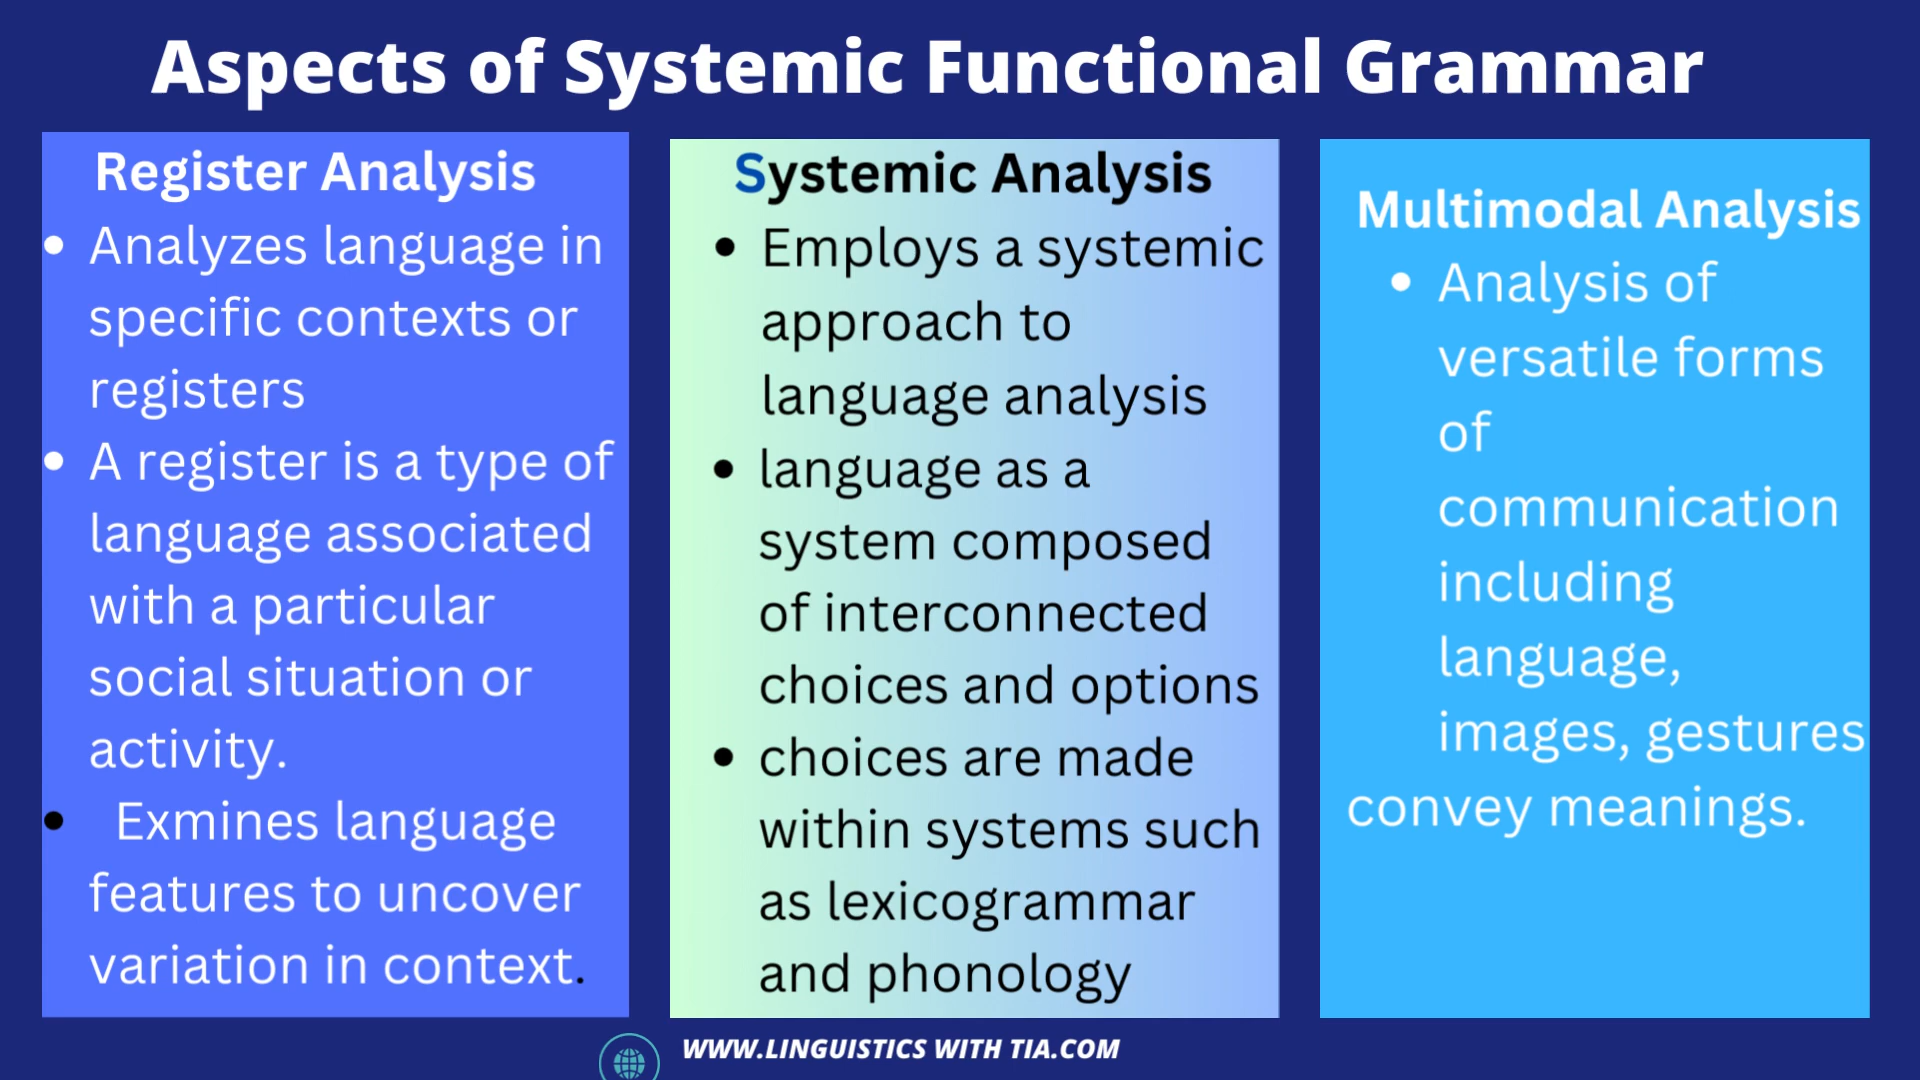 Aspects of Systemic Functional Grammar
Register Analysis
• Analyzes language in
specific contexts or
registers
• A register is a type of
language associated
with a particular
social situation or
activity.
• Exmines language
features to uncover
variation in context.
Systemic Analysis
• Employs a systemic
approach to
language analysis
• language as a
system composed
of interconnected
choices and options
• choices are made
within systems such
as lexicogrammar
and phonology
Multimodal Analysis
• Analysis of
versatile forms
of
communication
including
language,
images, gestures
convey meanings.
WWW.LINGUISTICS WITH TIA.COM